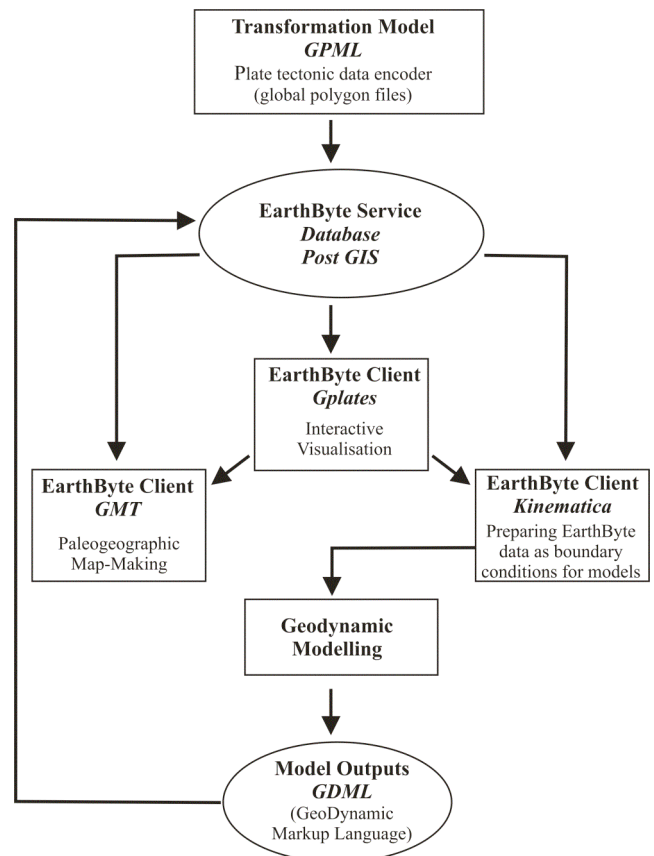 Transformation Model
GPML
Plate tectonic data encoder
(global polygon files)
EarthByte Service
Database
Post GIS
EarthByte Client
Gplates
Interactive
Visualisation
EarthByte Client
GMT
Paleogeographic
Map-Making
EarthByte Client
Kinematica
Preparing EarthByte
data as boundary
conditions for models
Geodynamic
Modelling
Model Outputs
GDML
(GeoDynamic
Markup Language)